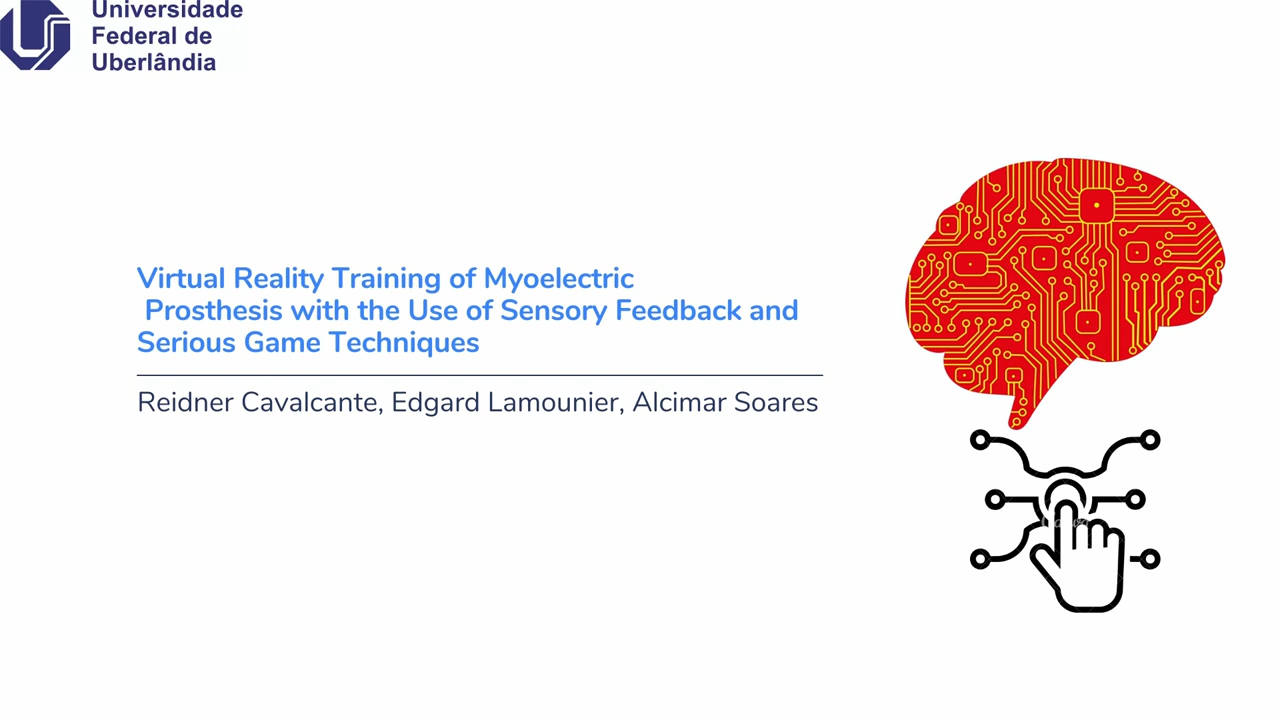 Universidade
Federal de
Uberlândia
Virtual Reality Training of Myoelectric
Prosthesis with the Use of Sensory Feedback and
Serious Game Techniques
Reidner Cavalcante, Edgard Lamounier, Alcimar Soares